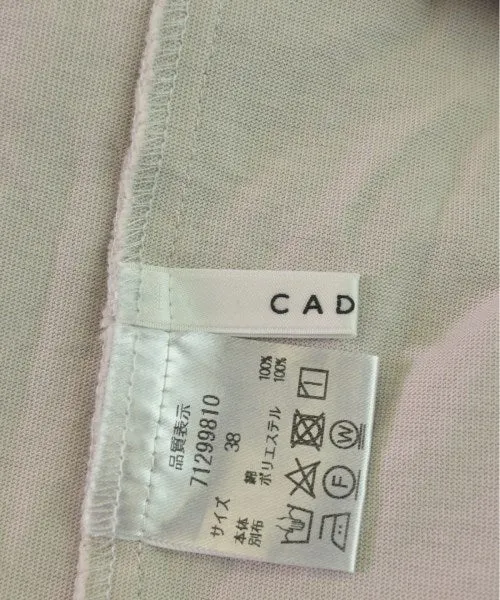 CAD
品質表示
71299810
サイズ 38
本体 綿 100%
別布 ポリエステル 100%
F W